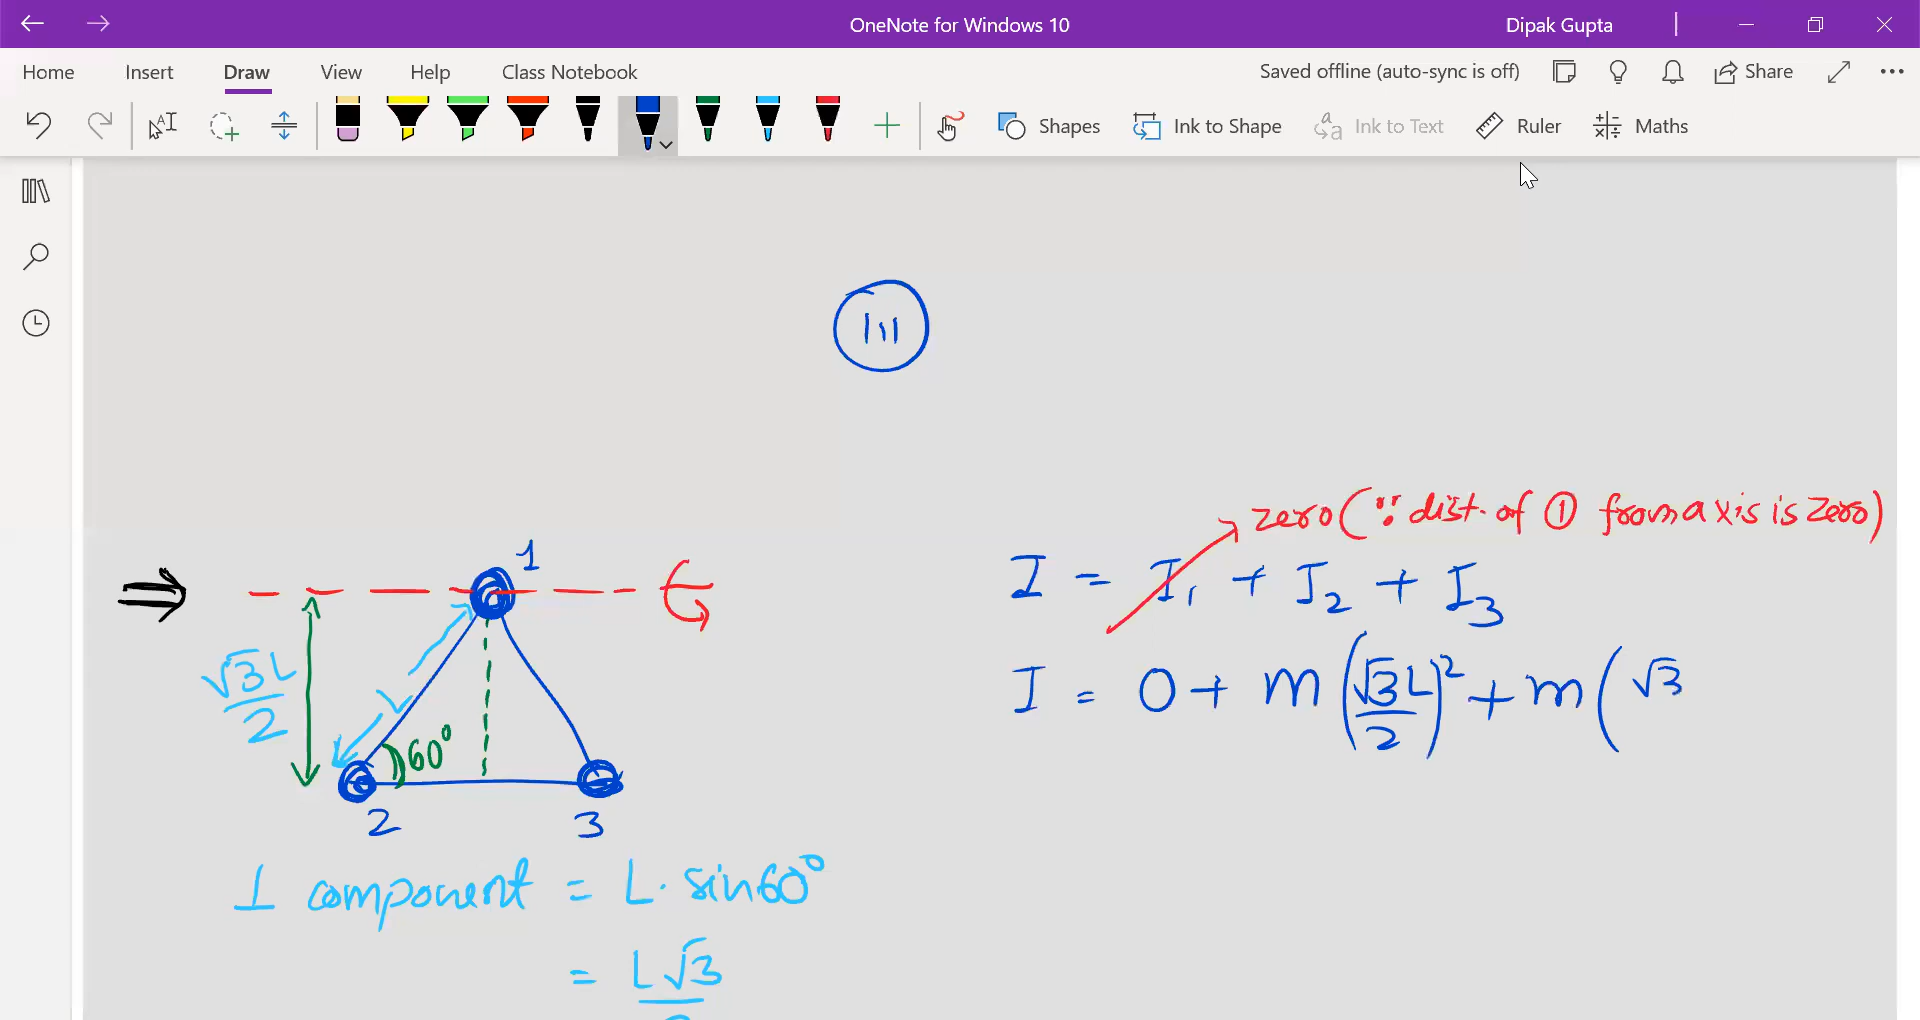 OneNote for Windows 10
Dipak Gupta
Home Insert Draw View Help Class Notebook
Saved offline (auto-sync is off) Share
Shapes Ink to Shape Ink to Text Ruler Maths
III
zero (∵ dist. of ① from axis is zero)
I = I₁ + I₂ + I₃
I = 0 + m (√3L/2)² + m ( √3
1
√3L/2
L
60°
2
3
⊥ component = L. sin60°
= L√3